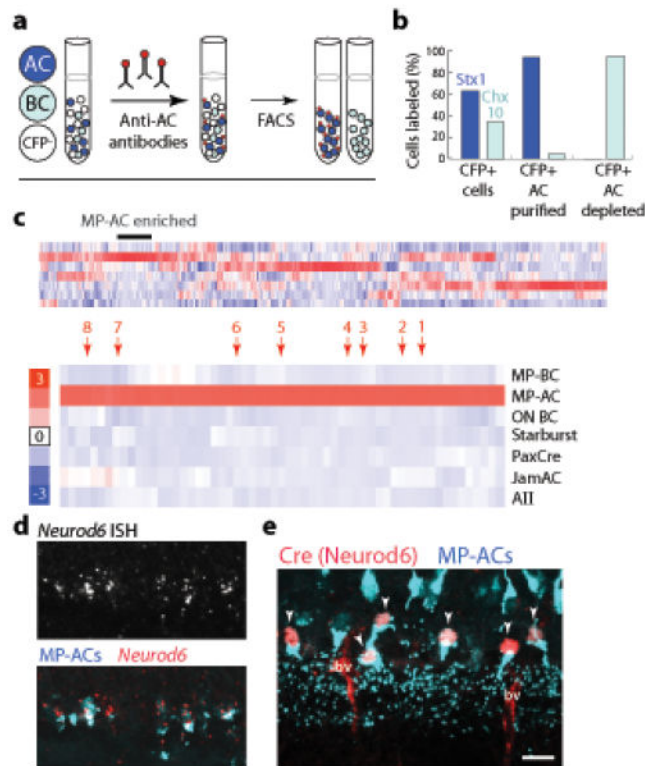 a
AC
BC
CFP-
Anti-AC
antibodies
FACS
b
Cells labeled (%)
100
80
60
40
20
0
Stx1
Chx
10
CFP+
cells
CFP+
AC
purified
CFP+
AC
depleted
c
MP-AC enriched
8 7 6 5 4 3 2 1
3
0
-3
MP-BC
MP-AC
ON BC
Starburst
PaxCre
JamAC
AII
d
Neurod6 ISH
MP-ACs Neurod6
e
Cre (Neurod6) MP-ACs
bv
bv